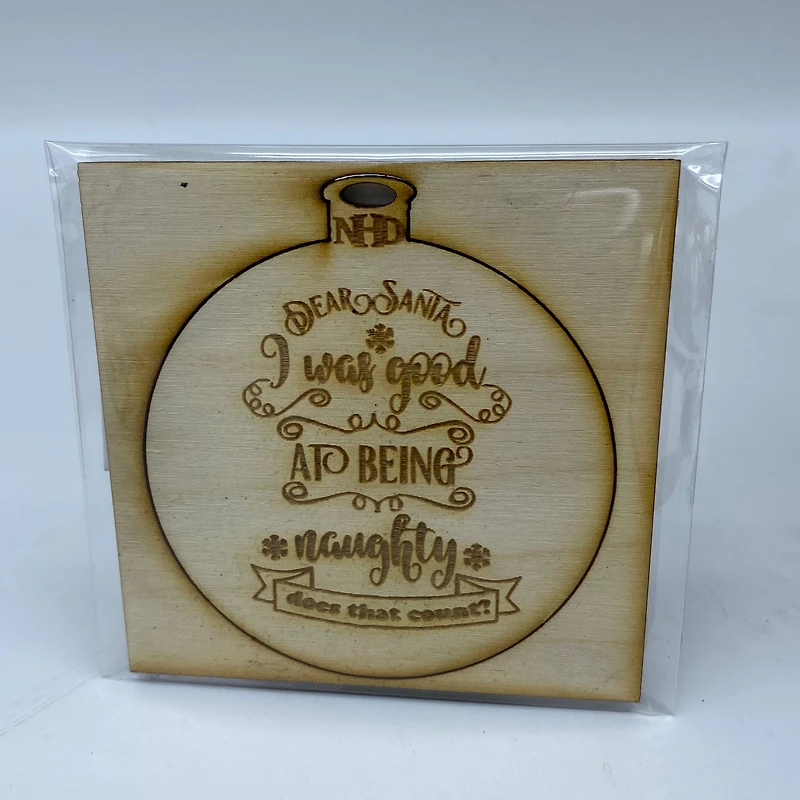 NHD
DEAR SANTA
I was good
AT BEING
naughty
does that count?